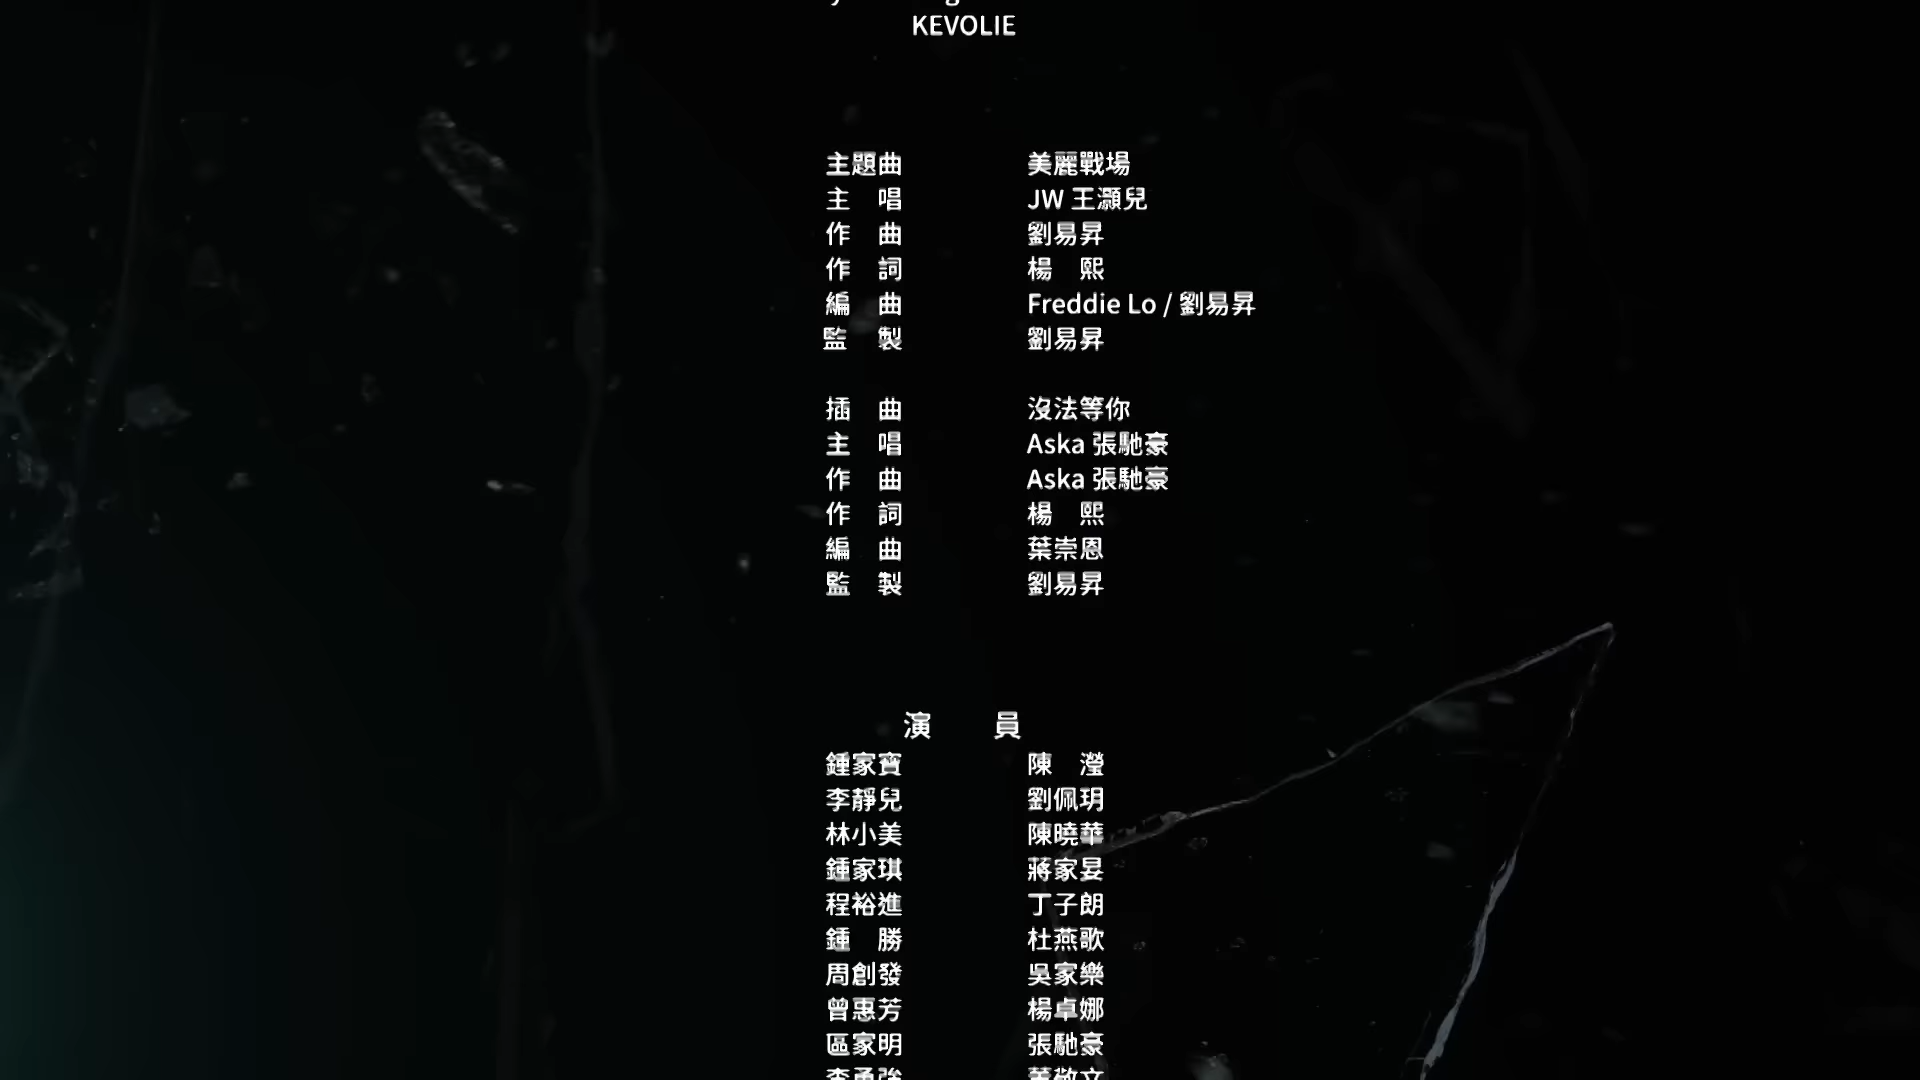 KEVOLIE
主題曲 美麗戰場
主 唱 JW 王灝兒
作 曲 劉易昇
作 詞 楊 熙
編 曲 Freddie Lo / 劉易昇
監 製 劉易昇
插 曲 沒法等你
主 唱 Aska 張馳豪
作 曲 Aska 張馳豪
作 詞 楊 熙
編 曲 葉崇恩
監 製 劉易昇
演 員
鍾家寶 陳 瀅
李靜兒 劉佩玥
林小美 陳曉華
鍾家琪 蔣家旻
程裕進 丁子朗
鍾 勝 杜燕歌
周創發 吳家樂
曾惠芳 楊卓娜
區家明 張馳豪